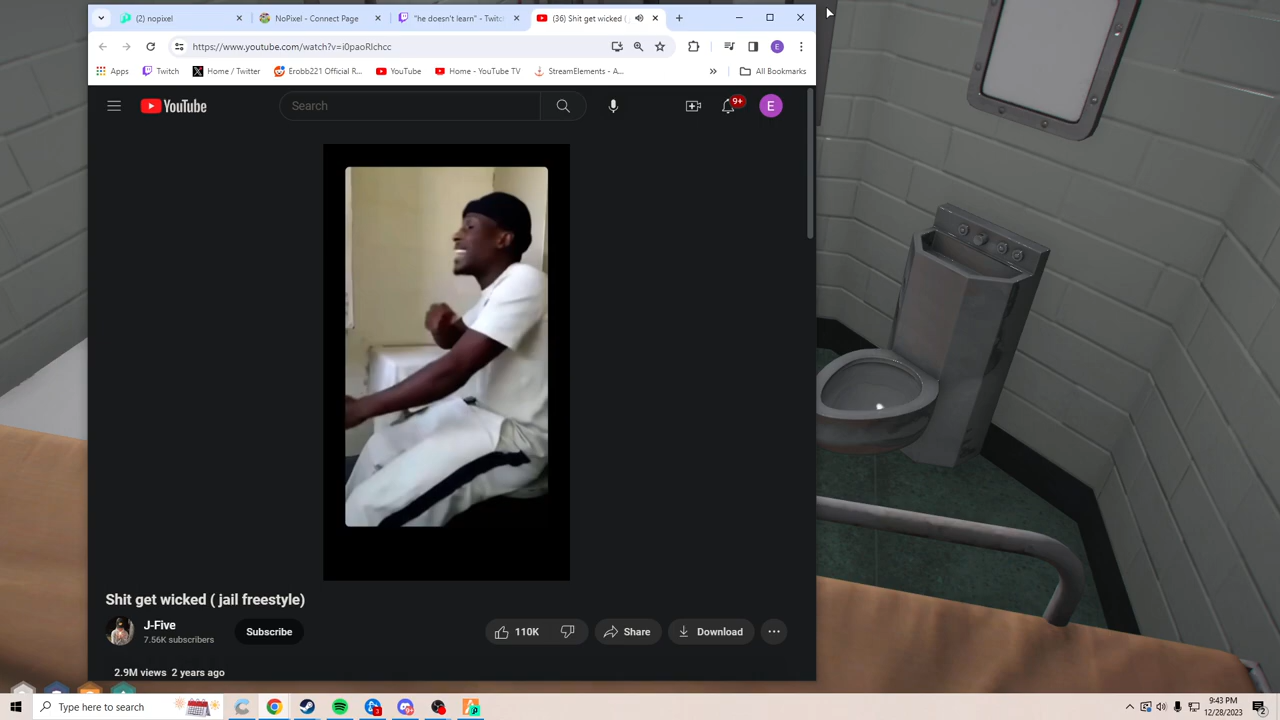 (2) nopixel
NoPixel - Connect Page
"he doesn't learn" - Twitc
(36) Shit get wicked (
https://www.youtube.com/watch?v=i0paoRlchcc
E
Apps
Twitch
Home / Twitter
Erobb221 Official R...
YouTube
Home - YouTube TV
StreamElements - A...
»
All Bookmarks
YouTube
Search
9+
E
Shit get wicked ( jail freestyle)
J-Five
7.56K subscribers
Subscribe
110K
Share
Download
2.9M views 2 years ago
Type here to search
9:43 PM
12/28/2023
2